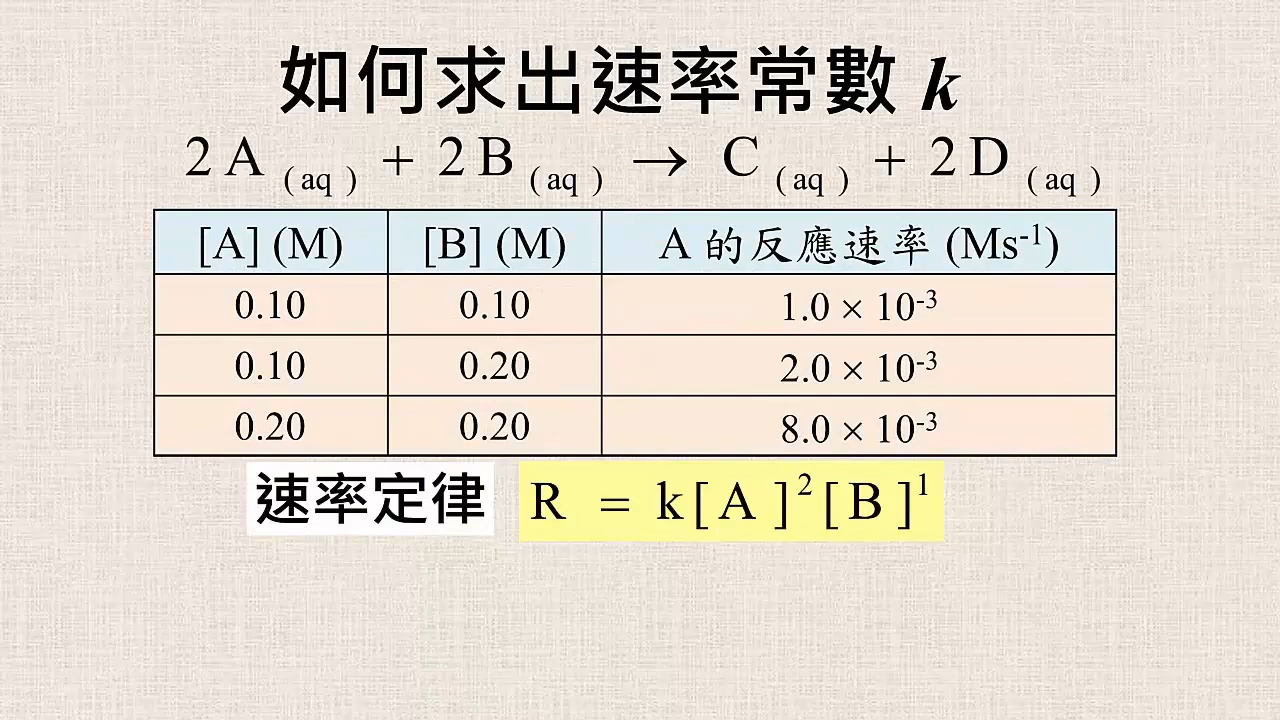 如何求出速率常數 k
2 A (aq) + 2 B (aq) → C (aq) + 2 D (aq)
[A] (M) [B] (M) A 的反應速率 (Ms⁻¹)
0.10 0.10 1.0 × 10⁻³
0.10 0.20 2.0 × 10⁻³
0.20 0.20 8.0 × 10⁻³
速率定律 R = k[A]²[B]¹